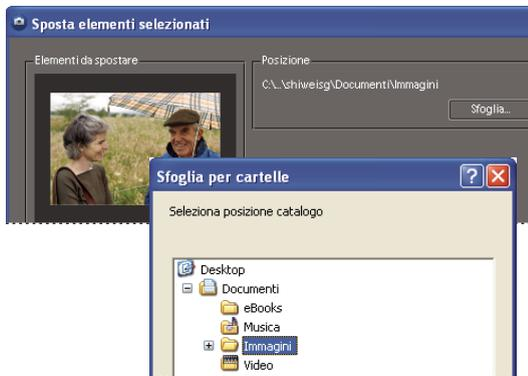 Sposta elementi selezionati
Elementi da spostare
Posizione
C:\..\shiweisg\Documenti\Immagini
Sfoglia...
Sfoglia per cartelle
Seleziona posizione catalogo
Desktop
Documenti
eBooks
Musica
Immagini
Video